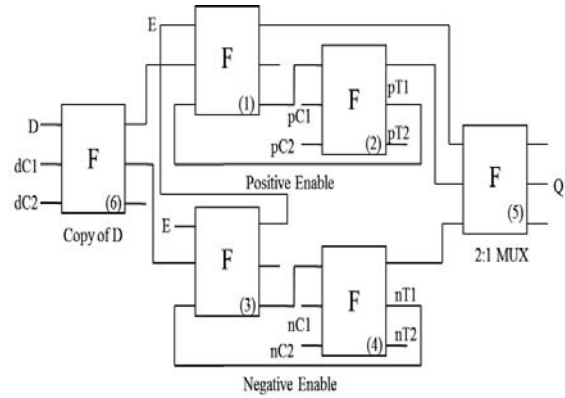 E
F
(1)
F
pT1
pC1
pC2
pT2
(2)
Positive Enable
D
dC1
dC2
F
(6)
Copy of D
F
Q
(5)
2:1 MUX
E
F
(3)
F
nT1
nC1
nC2
nT2
(4)
Negative Enable